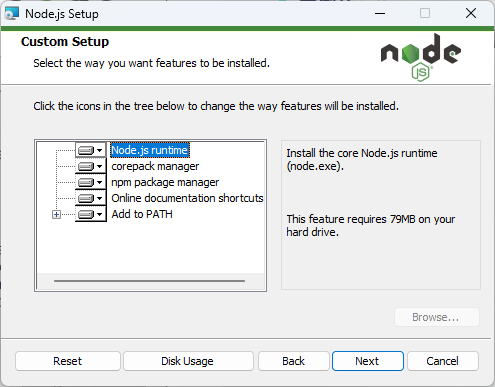 Node.js Setup
node
JS
Custom Setup
Select the way you want features to be installed.
Click the icons in the tree below to change the way features will be installed.
Node.js runtime
corepack manager
npm package manager
Online documentation shortcuts
Add to PATH
Install the core Node.js runtime
(node.exe).
This feature requires 79MB on your
hard drive.
Browse...
Reset
Disk Usage
Back
Next
Cancel